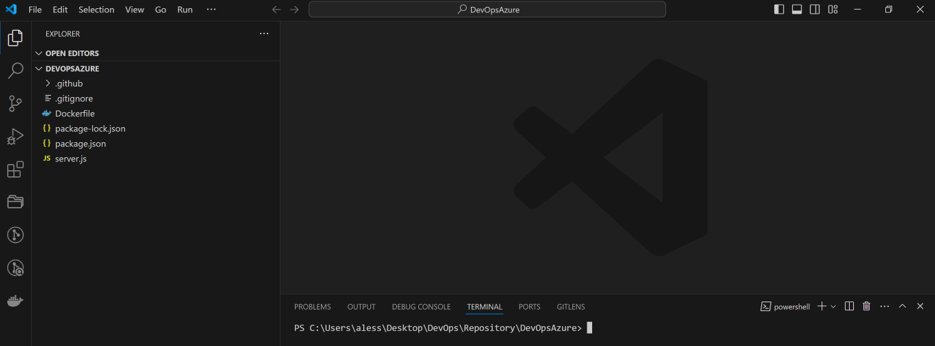 File Edit Selection View Go Run ··· DevOpsAzure
EXPLORER ···
OPEN EDITORS
DEVOPSAZURE
.github
.gitignore
Dockerfile
{} package-lock.json
{} package.json
JS server.js
PROBLEMS OUTPUT DEBUG CONSOLE TERMINAL PORTS GITLENS powershell ···
PS C:\Users\aless\Desktop\DevOps\Repository\DevOpsAzure>